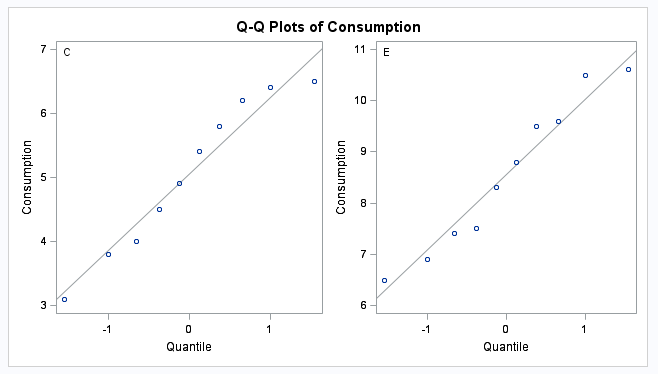 Q-Q Plots of Consumption
C
7
6
5
4
3
Consumption
-1 0 1
Quantile
E
11
10
9
8
7
6
Consumption
-1 0 1
Quantile